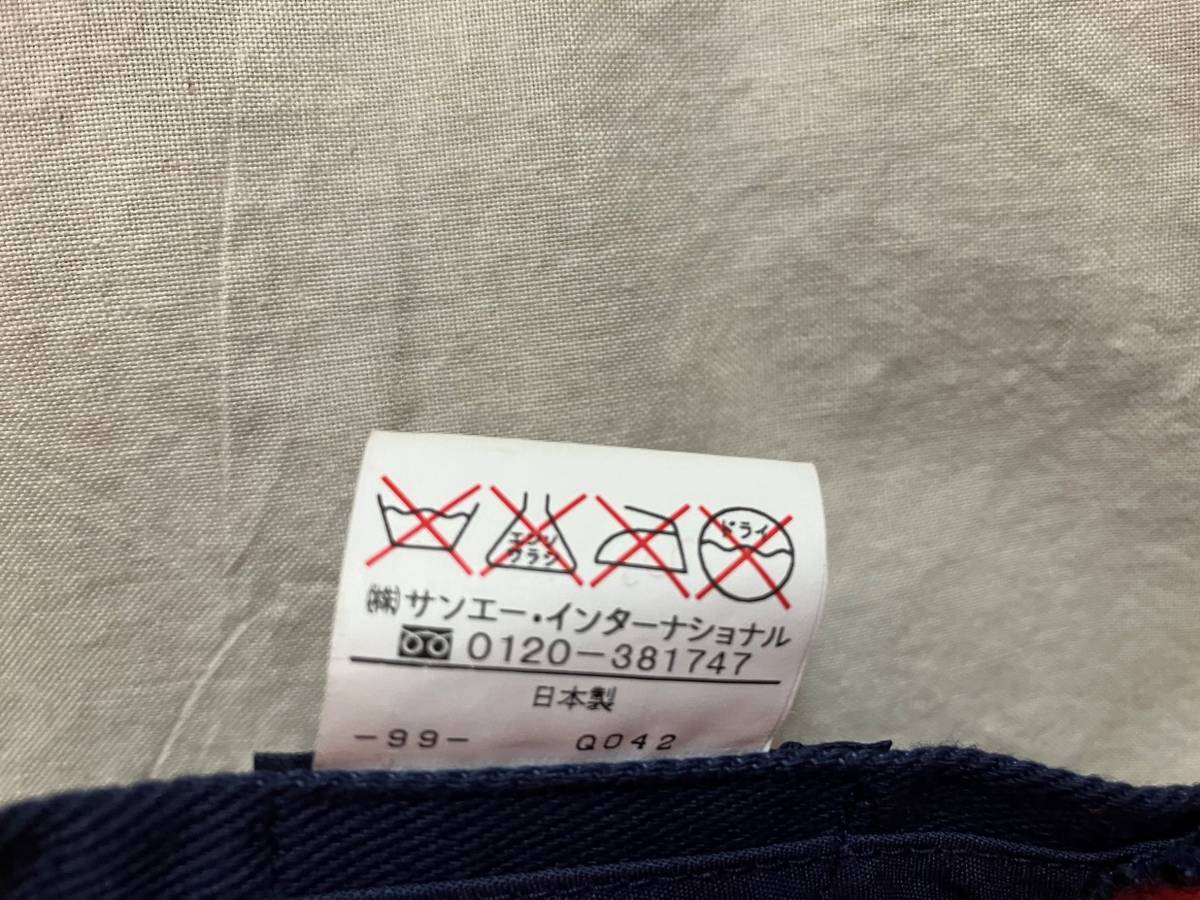 エンソ
サラシ
ドライ
(株)サンエー・インターナショナル
0120-381747
日本製
-99- Q042